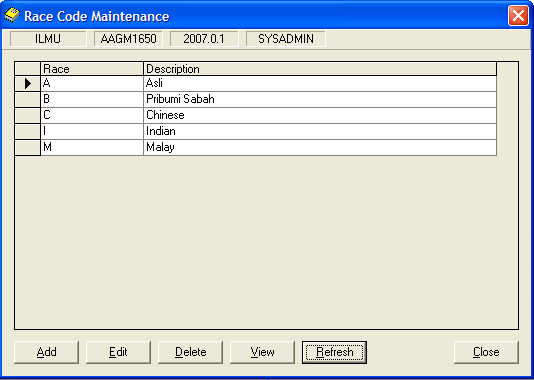 Race Code Maintenance
ILMU AAGM1650 2007.0.1 SYSADMIN
Race Description
A Asli
B Pribumi Sabah
C Chinese
I Indian
M Malay
Add Edit Delete View Refresh Close